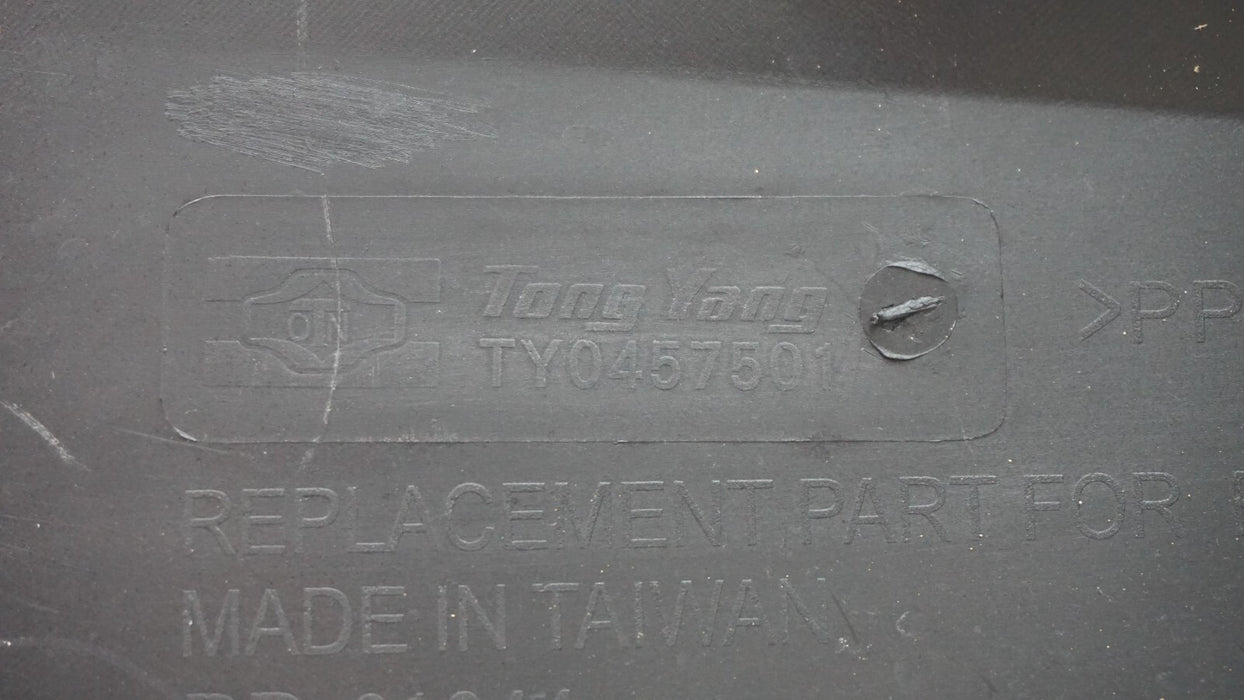 Tong Yang
TY0457501
>PP
REPLACEMENT PART FOR
MADE IN TAIWAN